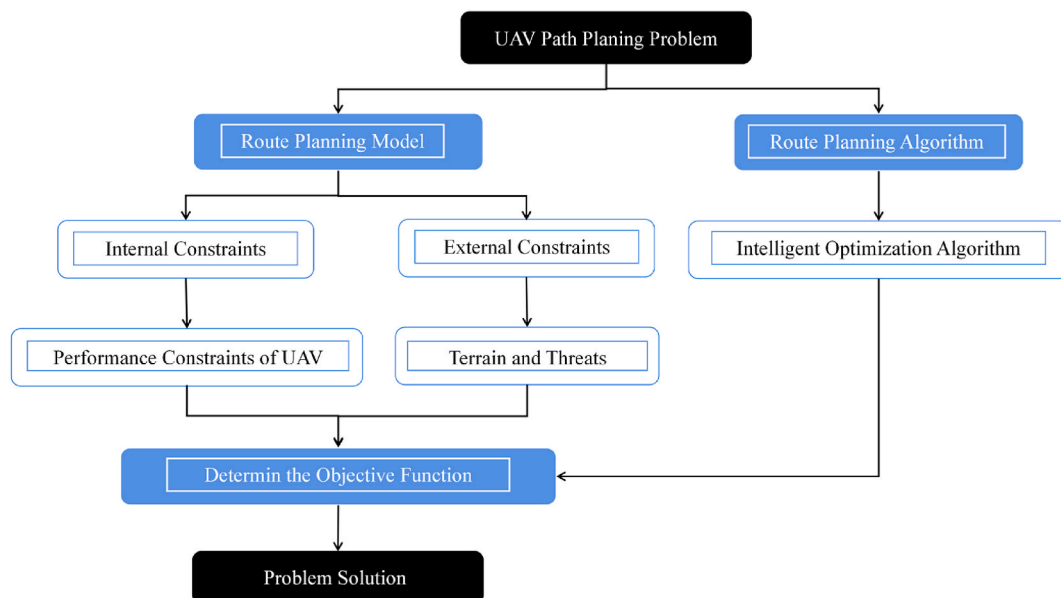 UAV Path Planing Problem
Route Planning Model
Route Planning Algorithm
Internal Constraints
External Constraints
Intelligent Optimization Algorithm
Performance Constraints of UAV
Terrain and Threats
Determin the Objective Function
Problem Solution